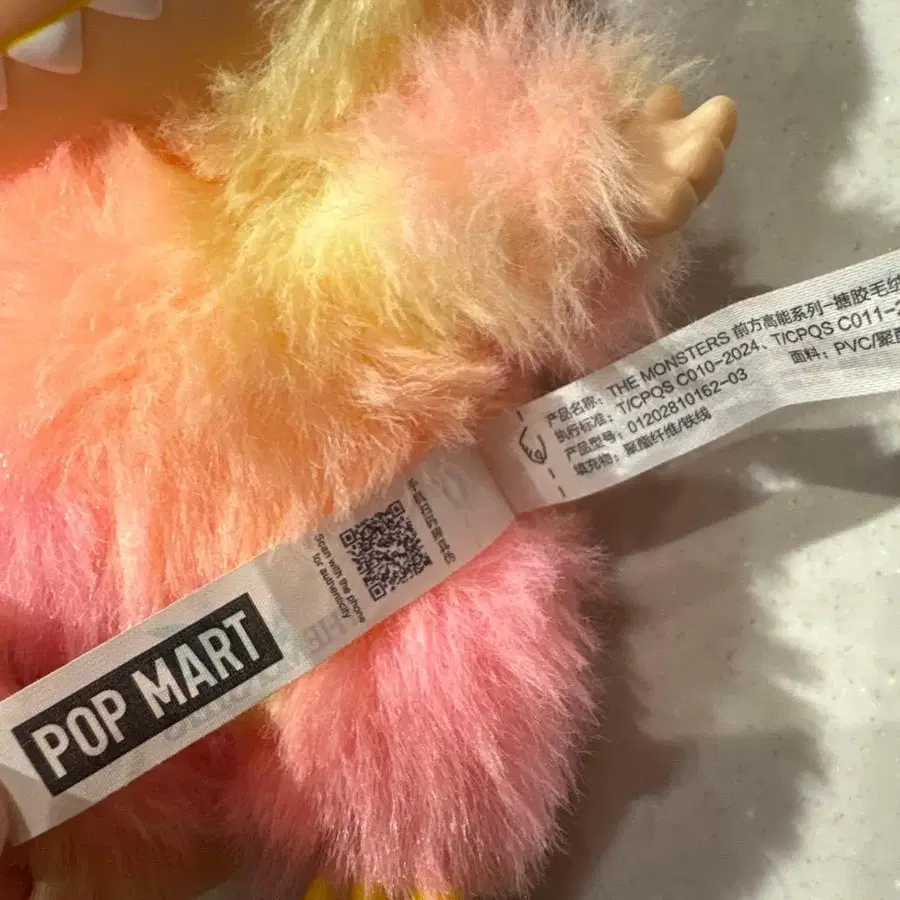 产品名称: THE MONSTERS 前方高能系列-搪胶毛绒
执行标准: T/CPQS C010-2024、T/CPQS C011-2
产品型号: 01202810162-03
面料: PVC/聚酯
填充物: 聚酯纤维/铁线
Scan with the phone
for authenticity
POP MART